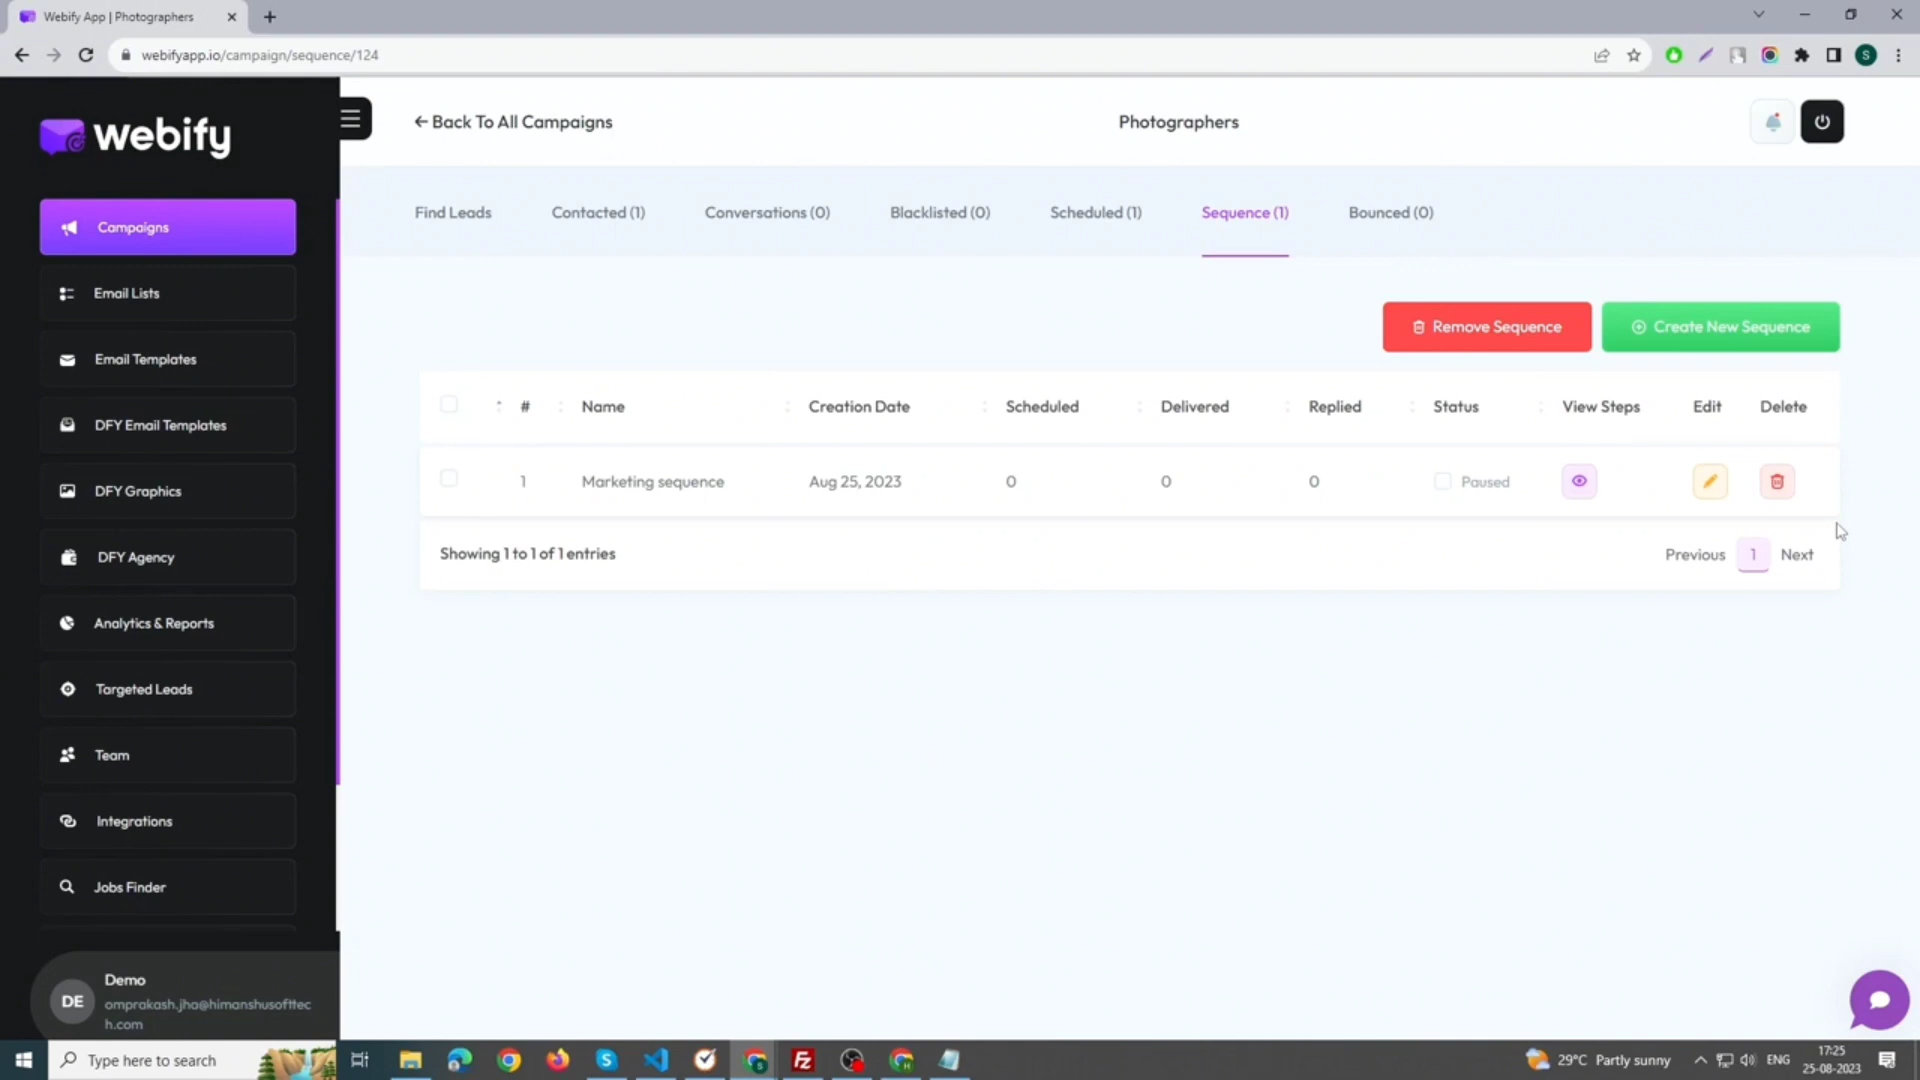 Webify App | Photographers
webifyapp.io/campaign/sequence/124
S
webify
← Back To All Campaigns
Photographers
Campaigns
Find Leads
Contacted (1)
Conversations (0)
Blacklisted (0)
Scheduled (1)
Sequence (1)
Bounced (0)
Email Lists
Remove Sequence
Create New Sequence
Email Templates
#
Name
Creation Date
Scheduled
Delivered
Replied
Status
View Steps
Edit
Delete
DFY Email Templates
1
Marketing sequence
Aug 25, 2023
0
0
0
Paused
DFY Graphics
Showing 1 to 1 of 1 entries
Previous
1
Next
DFY Agency
Analytics & Reports
Targeted Leads
Team
Integrations
Jobs Finder
DE
Demo
omprakash.jha@himanshusofttec
h.com
Type here to search
29°C Partly sunny
ENG
17:25
25-08-2023